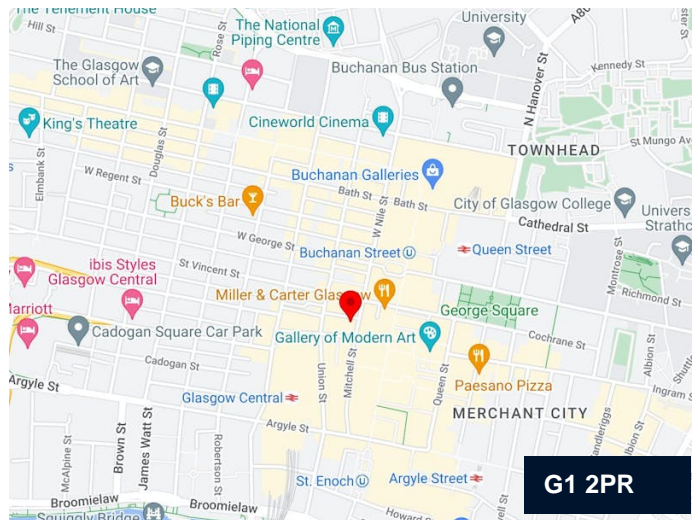 The Tenement House
Hill St
The Glasgow
School of Art
King's Theatre
Rose St
The National
Piping Centre
University
Buchanan Bus Station
N Hanover St
Kennedy St
Cineworld Cinema
TOWNHEAD
St Mungo Ave
Elmbank St
Douglas St
W Regent St
Buchanan Galleries
Bath St
Bath St
Buck's Bar
W Nile St
City of Glasgow College
Cathedral St
W George St
Buchanan Street
Queen Street
Montrose St
ibis Styles
Glasgow Central
St Vincent St
Miller & Carter Glasgow
George Square
Richmond St
Marriott
Cadogan Square Car Park
Gallery of Modern Art
Cochrane St
Cadogan St
Mitchell St
Union St
Queen St
Paesano Pizza
Albion St
Ingram S
Argyle St
Glasgow Central
MERCHANT CITY
Argyle St
McAlpine St
Brown St
James Watt St
Robertson St
St. Enoch
Argyle Street
Albion St
Broomielaw
Broomielaw
Squiggly Bridge
Howard S
G1 2PR